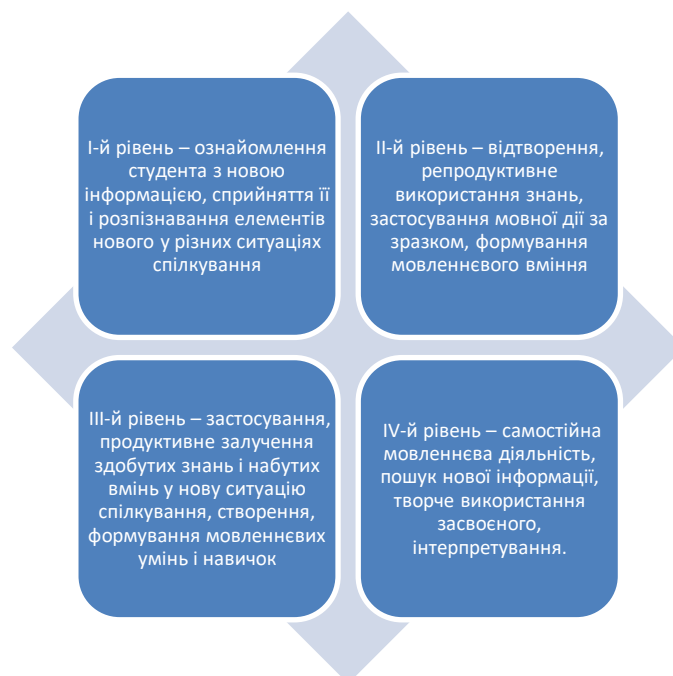 І-й рівень – ознайомлення
студента з новою
інформацією, сприйняття її
і розпізнавання елементів
нового у різних ситуаціях
спілкування
ІІ-й рівень – відтворення,
репродуктивне
використання знань,
застосування мовної дії за
зразком, формування
мовленнєвого вміння
ІІІ-й рівень – застосування,
продуктивне залучення
здобутих знань і набутих
вмінь у нову ситуацію
спілкування, створення,
формування мовленнєвих
умінь і навичок
IV-й рівень – самостійна
мовленнєва діяльність,
пошук нової інформації,
творче використання
засвоєного,
інтерпретування.